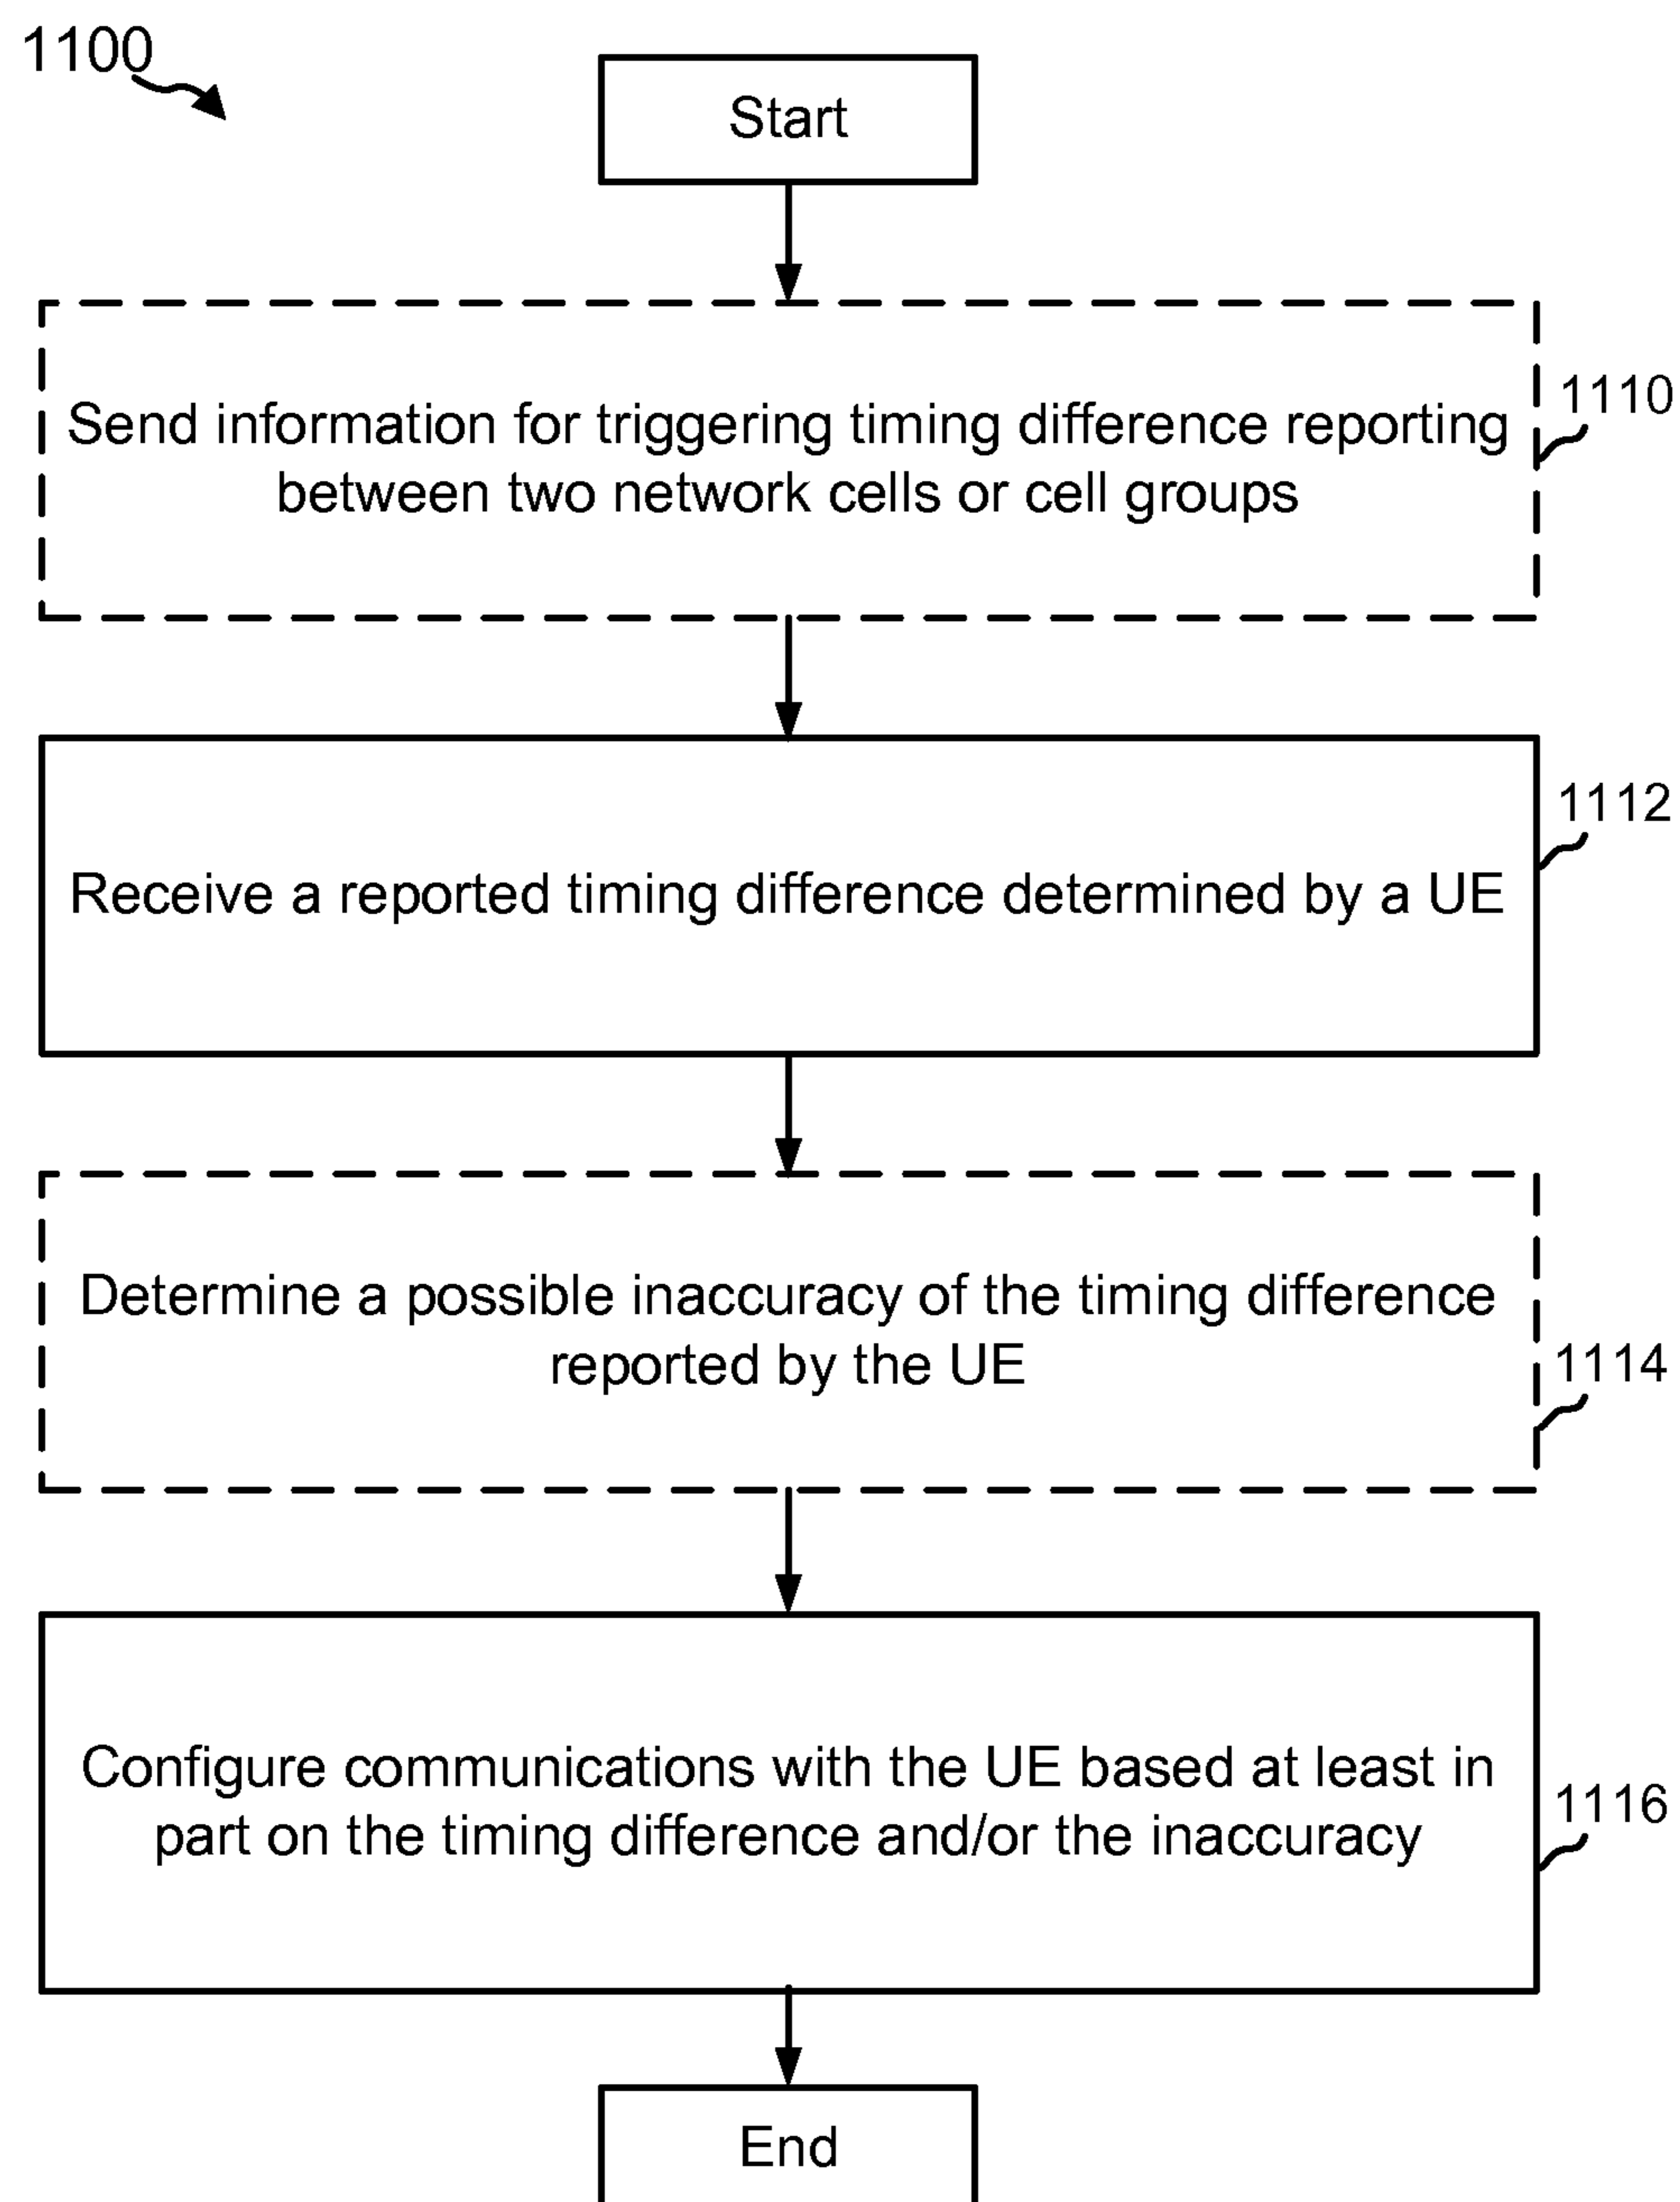 1100
Start
Send information for triggering timing difference reporting
between two network cells or cell groups
1110
Receive a reported timing difference determined by a UE
1112
Determine a possible inaccuracy of the timing difference
reported by the UE
1114
Configure communications with the UE based at least in
part on the timing difference and/or the inaccuracy
1116
End